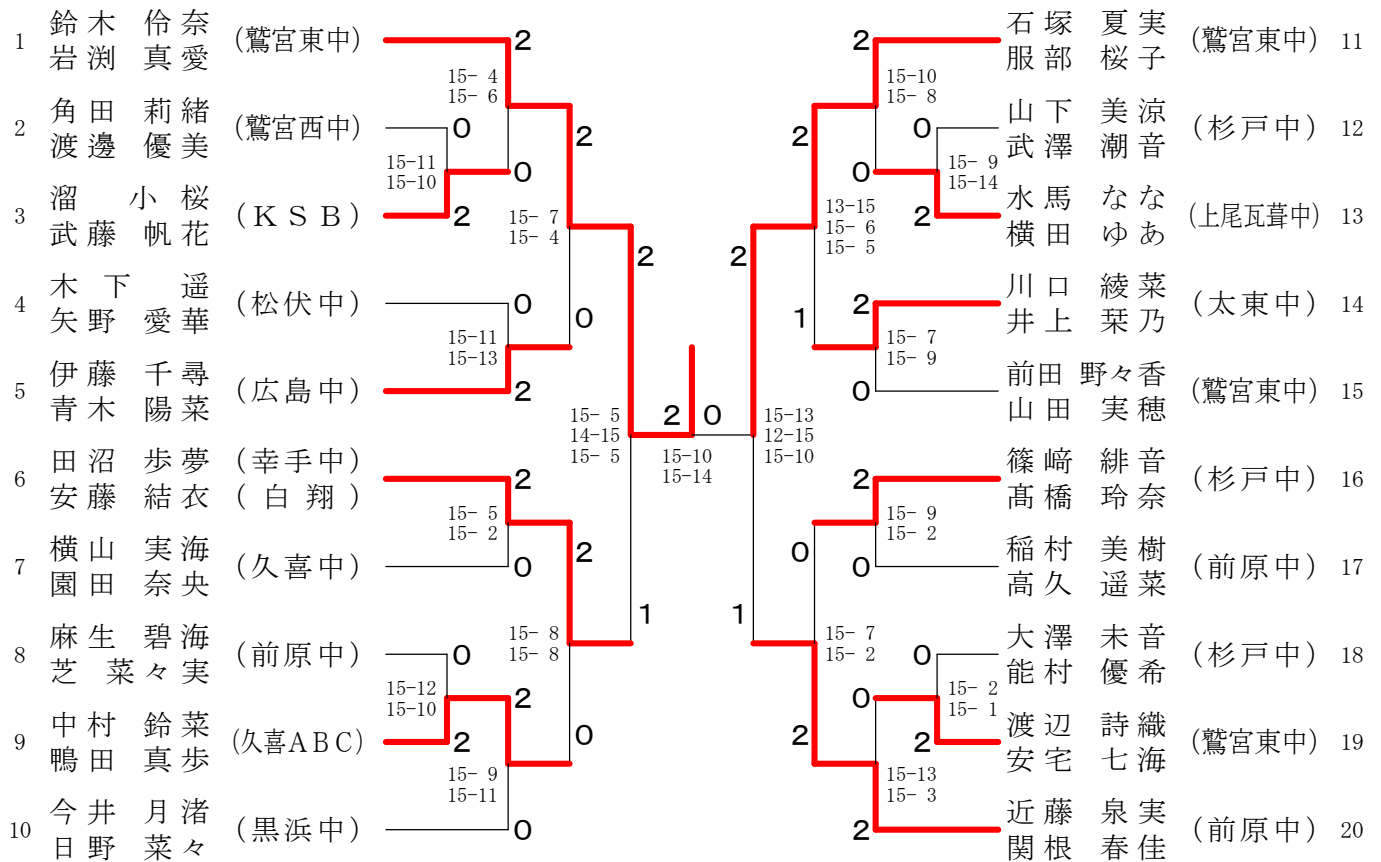 1 鈴木 伶奈 (鷲宮東中)
岩渕 真愛
2 角田 莉緒 (鷲宮西中)
渡邊 優美
3 溜 小桜 (ＫＳＢ)
武藤 帆花
4 木下 遥 (松伏中)
矢野 愛華
5 伊藤 千尋 (広島中)
青木 陽菜
6 田沼 歩夢 (幸手中)
安藤 結衣 (白翔)
7 横山 実海 (久喜中)
園田 奈央
8 麻生 碧海 (前原中)
芝 菜々実
9 中村 鈴菜 (久喜ABC)
鴨田 真歩
10 今井 月渚 (黒浜中)
日野 菜々
2
15- 4
15- 6
0
15-11
15-10
0
2
2
15- 7
15- 4
0
15-11
15-13
0
2
2
15- 5
14-15
15- 5
2
15- 5
15- 2
0
2
15- 8
15- 8
1
0
15-12
15-10
2
2
0
15- 9
15-11
0
2 0
15-10
15-14
2
15-10
15- 8
2
0
15- 9
15-14
0
2
13-15
15- 6
15- 5
2
2
1
15- 7
15- 9
0
15-13
12-15
15-10
2
15- 9
15- 2
0
0
1
15- 7
15- 2
0
15- 2
15- 1
0
2
2
15-13
15- 3
2
石塚 夏実 (鷲宮東中) 11
服部 桜子
山下 美涼 (杉戸中) 12
武澤 潮音
水馬 なな (上尾瓦葺中) 13
横田 ゆあ
川口 綾菜 (太東中) 14
井上 栞乃
前田 野々香 (鷲宮東中) 15
山田 実穂
篠﨑 緋音 (杉戸中) 16
髙橋 玲奈
稲村 美樹 (前原中) 17
高久 遥菜
大澤 未音 (杉戸中) 18
能村 優希
渡辺 詩織 (鷲宮東中) 19
安宅 七海
近藤 泉実 (前原中) 20
関根 春佳